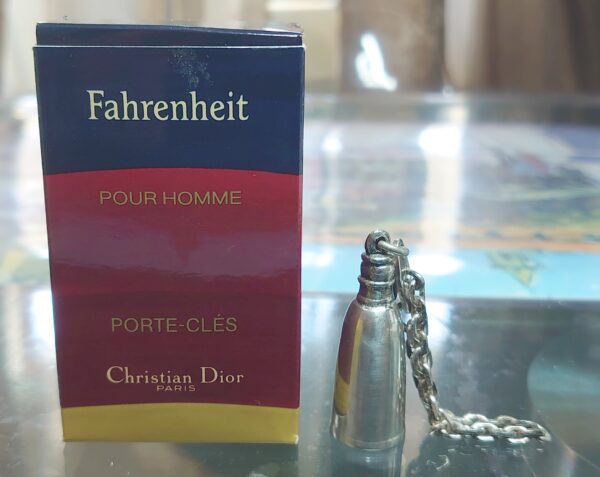 Fahrenheit
POUR HOMME
PORTE-CLÉS
Christian Dior
PARIS